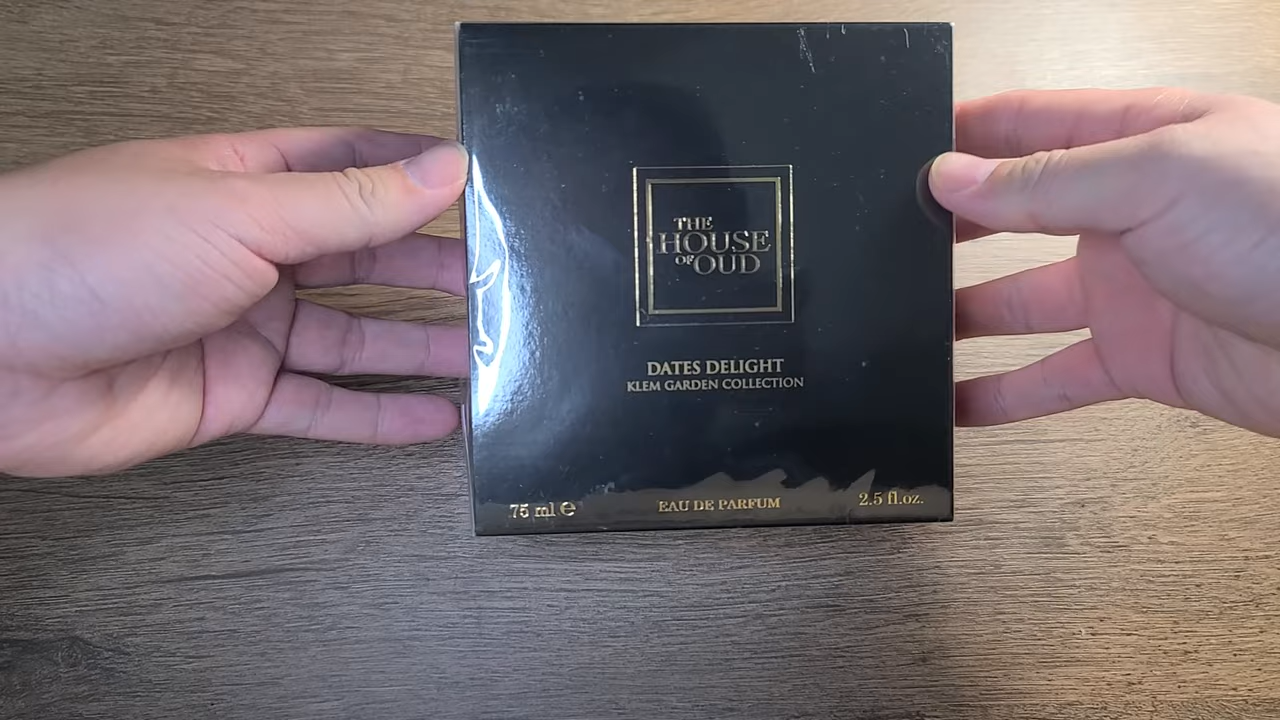 THE
HOUSE
OF OUD
DATES DELIGHT
KLEM GARDEN COLLECTION
75 ml ℮
EAU DE PARFUM
2.5 fl.oz.